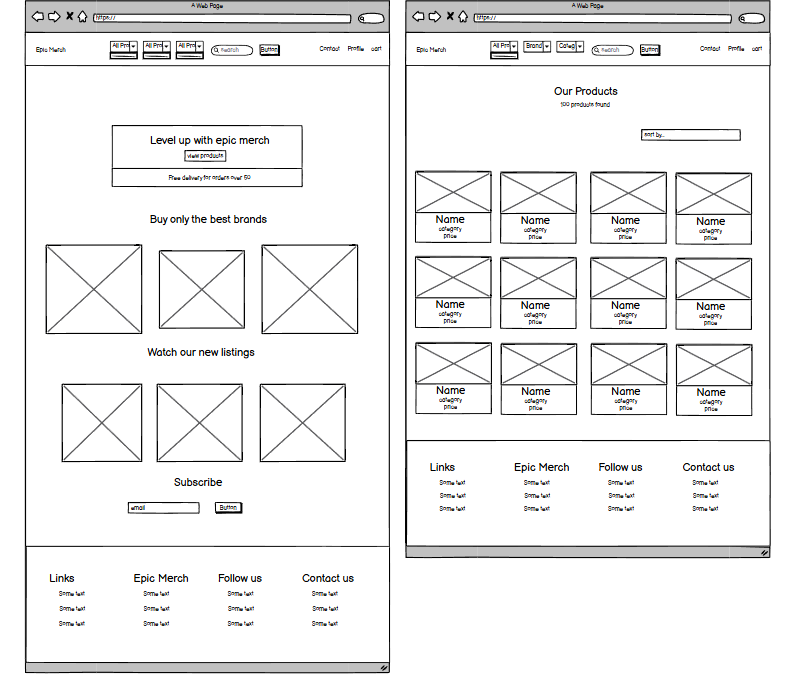 A Web Page
https://
Epic Merch
All Pro
All Pro
All Pro
search
Button
Contact
Profile
cart
Level up with epic merch
view products
Free delivery for orders over 50
Buy only the best brands
Watch our new listings
Subscribe
email
Button
Links
Epic Merch
Follow us
Contact us
Some text
Some text
Some text
Some text
Some text
Some text
Some text
Some text
Some text
Some text
Some text
Some text
A Web Page
https://
Epic Merch
All Pro
Brand
Categ
search
Button
Contact
Profile
cart
Our Products
100 products found
sort by...
Name
Name
Name
Name
category
category
category
category
price
price
price
price
Name
Name
Name
Name
category
category
category
category
price
price
price
price
Name
Name
Name
Name
category
category
category
category
price
price
price
price
Links
Epic Merch
Follow us
Contact us
Some text
Some text
Some text
Some text
Some text
Some text
Some text
Some text
Some text
Some text
Some text
Some text